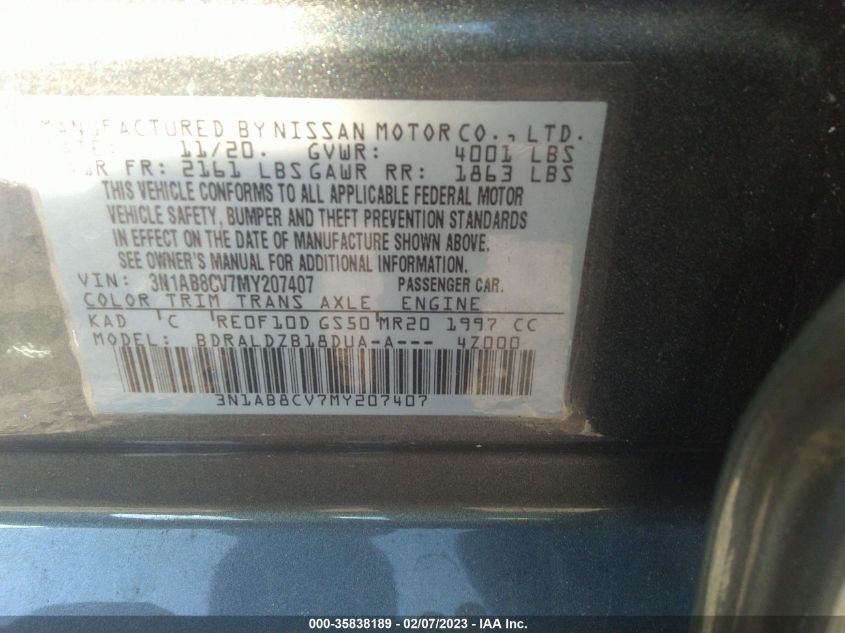 MANUFACTURED BY NISSAN MOTOR CO., LTD.
11/20. GVWR: 4001 LBS
FR: 2161 LBS GAWR RR: 1863 LBS
THIS VEHICLE CONFORMS TO ALL APPLICABLE FEDERAL MOTOR
VEHICLE SAFETY, BUMPER AND THEFT PREVENTION STANDARDS
IN EFFECT ON THE DATE OF MANUFACTURE SHOWN ABOVE.
SEE OWNER'S MANUAL FOR ADDITIONAL INFORMATION.
VIN: 3N1AB8CV7MY207407 PASSENGER CAR.
COLOR TRIM TRANS AXLE ENGINE
KAD C RE0F10D GS50 MR20 1997 CC
MODEL: BDRALDZB18DUA-A--- 4Z000
3N1AB8CV7MY207407
000-35838189 - 02/07/2023 - IAA Inc.